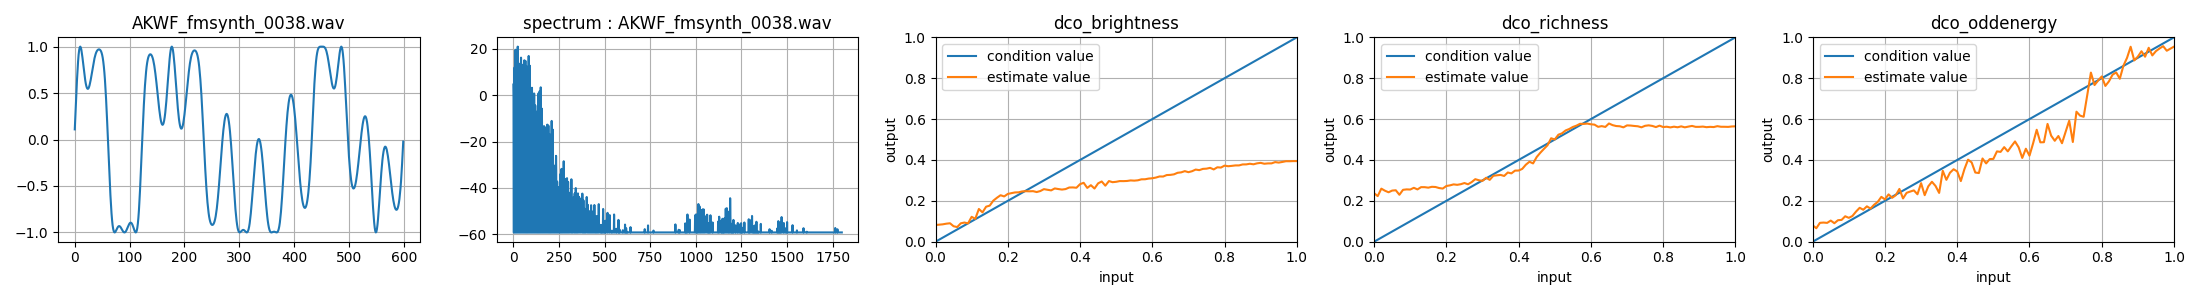 AKWF_fmsynth_0038.wav
1.0
0.5
0.0
−0.5
−1.0
0 100 200 300 400 500 600
spectrum : AKWF_fmsynth_0038.wav
20
0
−20
−40
−60
0 250 500 750 1000 1250 1500 1750
dco_brightness
condition value
estimate value
output
1.0
0.8
0.6
0.4
0.2
0.0
0.0 0.2 0.4 0.6 0.8 1.0
input
dco_richness
condition value
estimate value
output
1.0
0.8
0.6
0.4
0.2
0.0
0.0 0.2 0.4 0.6 0.8 1.0
input
dco_oddenergy
condition value
estimate value
output
1.0
0.8
0.6
0.4
0.2
0.0
0.0 0.2 0.4 0.6 0.8 1.0
input